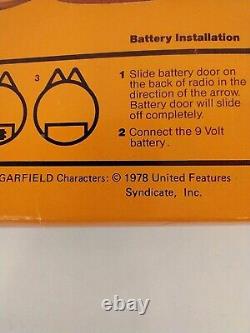 Battery Installation
3
1 Slide battery door on
the back of radio in the
direction of the arrow.
Battery door will slide
off completely.
2 Connect the 9 Volt
battery.
GARFIELD Characters: © 1978 United Features
Syndicate, Inc.